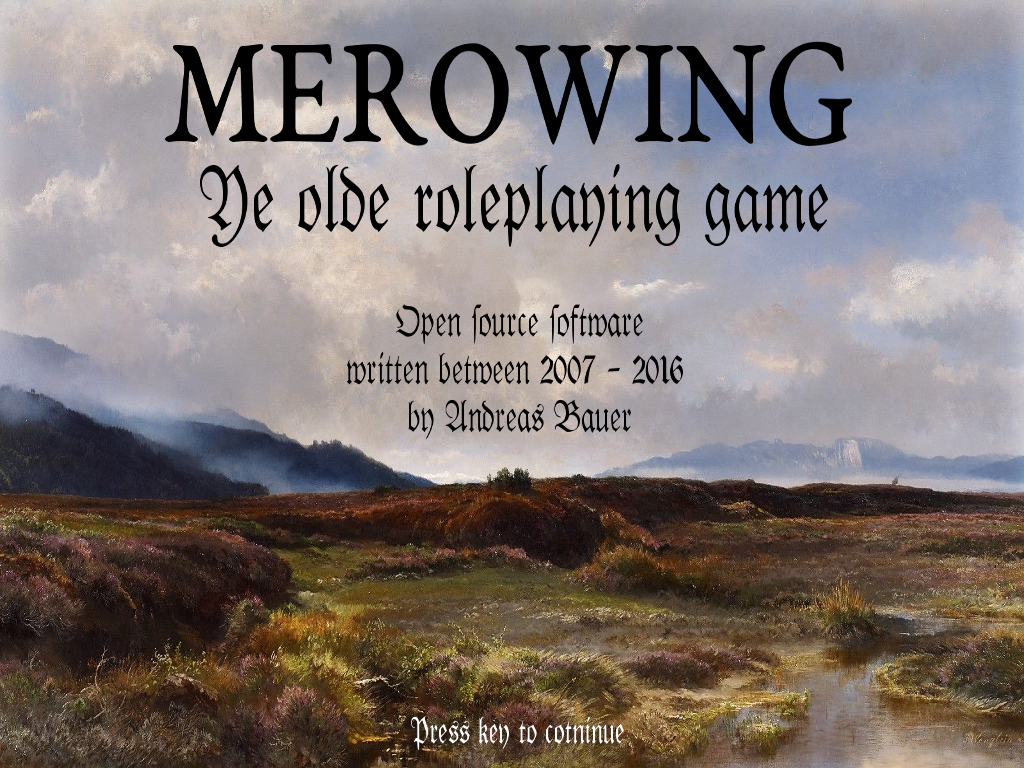 MEROWING
Ye olde roleplaying game
Open ſource ſoftware
written between 2007 - 2016
by Andreas Bauer
Press key to cotninue